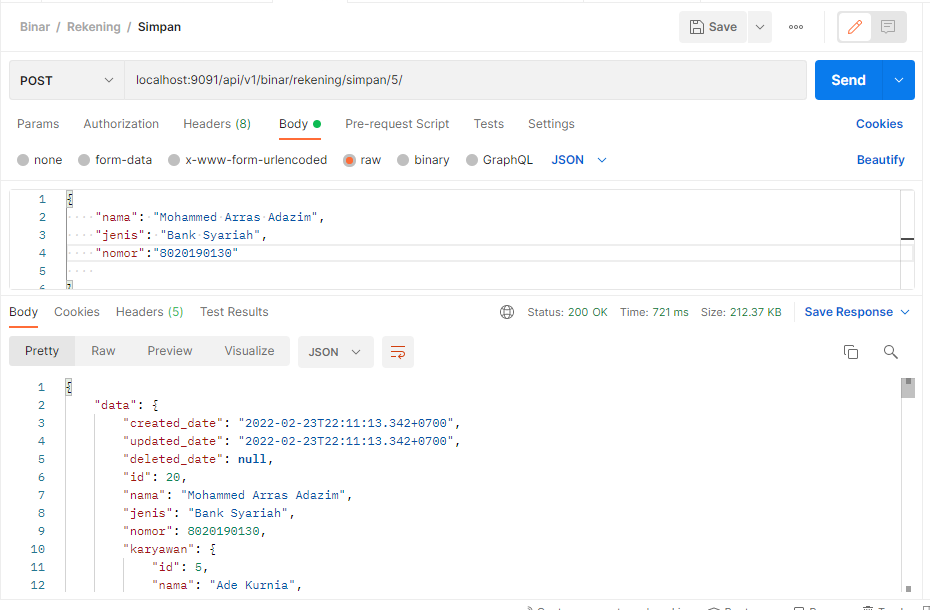 Binar / Rekening / Simpan
Save
POST
localhost:9091/api/v1/binar/rekening/simpan/5/
Send
Params Authorization Headers (8) Body Pre-request Script Tests Settings Cookies
none form-data x-www-form-urlencoded raw binary GraphQL JSON Beautify
1 {
2 ····"nama":·"Mohammed·Arras·Adazim",
3 ····"jenis":·"Bank·Syariah",
4 ····"nomor":"8020190130"
5 ····
6 }
Body Cookies Headers (5) Test Results Status: 200 OK Time: 721 ms Size: 212.37 KB Save Response
Pretty Raw Preview Visualize JSON
1 {
2 "data": {
3 "created_date": "2022-02-23T22:11:13.342+0700",
4 "updated_date": "2022-02-23T22:11:13.342+0700",
5 "deleted_date": null,
6 "id": 20,
7 "nama": "Mohammed Arras Adazim",
8 "jenis": "Bank Syariah",
9 "nomor": 8020190130,
10 "karyawan": {
11 "id": 5,
12 "nama": "Ade Kurnia",